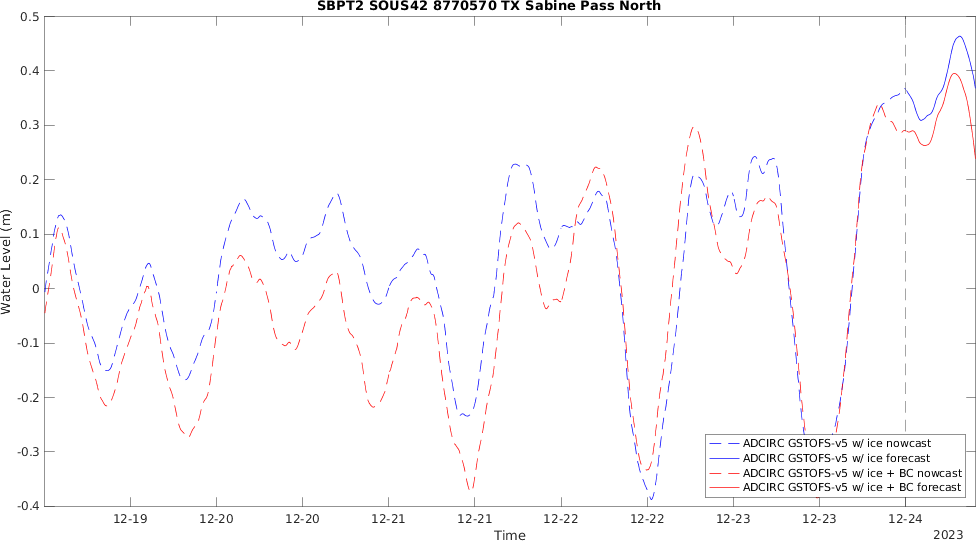 SBPT2 SOUS42 8770570 TX Sabine Pass North
0.5
0.4
0.3
0.2
0.1
0
-0.1
-0.2
-0.3
-0.4
Water Level (m)
ADCIRC GSTOFS-v5 w/ ice nowcast
ADCIRC GSTOFS-v5 w/ ice forecast
ADCIRC GSTOFS-v5 w/ ice + BC nowcast
ADCIRC GSTOFS-v5 w/ ice + BC forecast
12-19 12-20 12-20 12-21 12-21 12-22 12-22 12-23 12-23 12-24
Time
2023